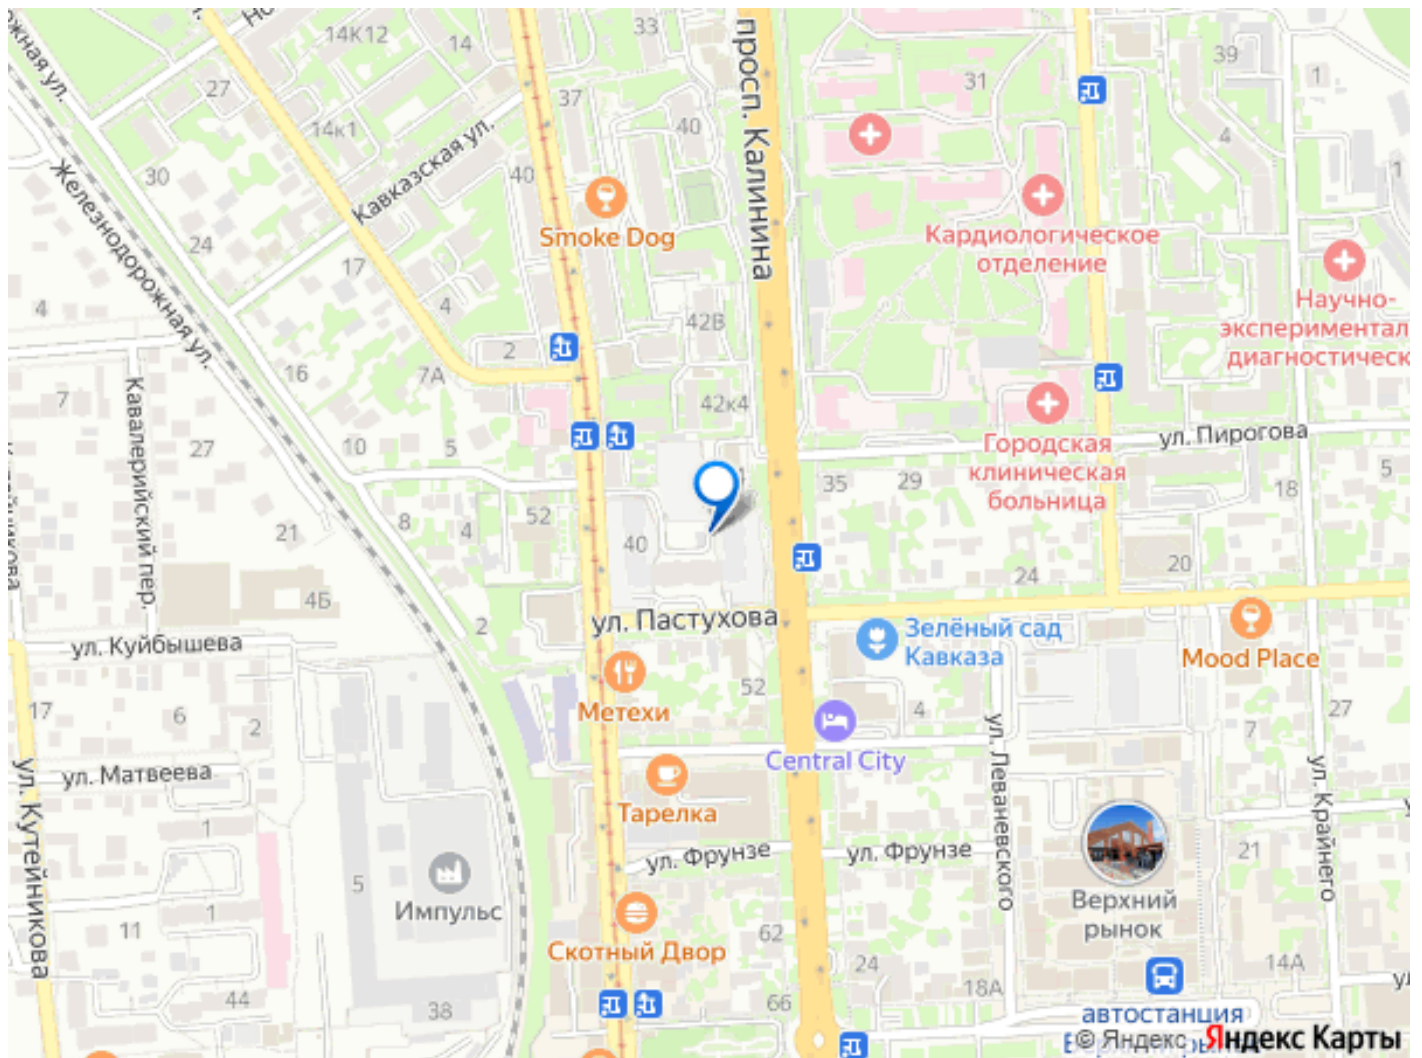 14К12
14
33
39
1
27
31
37
14к1
40
4
просп. Калинина
Кавказская ул.
30
40
1
Smoke Dog
Кардиологическое
отделение
Железнодорожная ул.
24
17
Научно-
4
4
42В
2
16
7А
7
42к4
Кавалерийский пер.
27
10
5
Городская
клиническая
больница
ул. Пирогова
5
35
29
18
8
52
21
4
40
20
24
4Б
2
ул. Пастухова
Зелёный сад
Кавказа
ул. Куйбышева
Mood Place
Метехи
52
17
6
2
4
7
27
ул. Матвеева
Central City
ул. Леваневского
ул. Крайнего
ул. Кутейникова
Тарелка
1
ул. Фрунзе
ул. Фрунзе
21
5
Импульс
1
11
Верхний
рынок
Скотный Двор
62
24
14А
18А
44
38
66
автостанция
© Яндекс Яндекс Карты